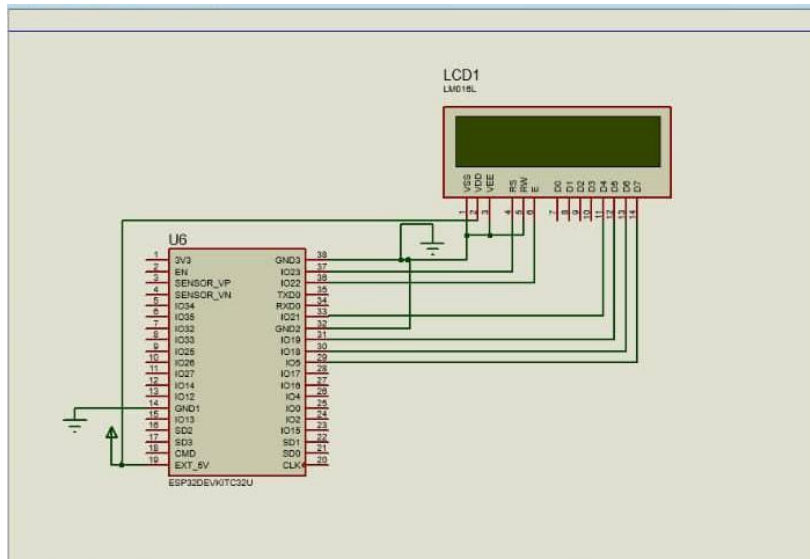 LCD1
LM016L
VSS VDD VEE RS RW E D0 D1 D2 D3 D4 D5 D6 D7
1 2 3 4 5 6 7 8 9 10 11 12 13 14
U6
1 3V3 GND3 38
2 EN IO23 37
3 SENSOR_VP IO22 36
4 SENSOR_VN TXD0 35
5 IO34 RXD0 34
6 IO35 IO21 33
7 IO32 GND2 32
8 IO33 IO19 31
9 IO25 IO18 30
10 IO26 IO5 29
11 IO27 IO17 28
12 IO14 IO16 27
13 IO12 IO4 26
14 GND1 IO0 25
15 IO13 IO2 24
16 SD2 IO15 23
17 SD3 SD1 22
18 CMD SD0 21
19 EXT_5V CLK 20
ESP32DEVKITC32U